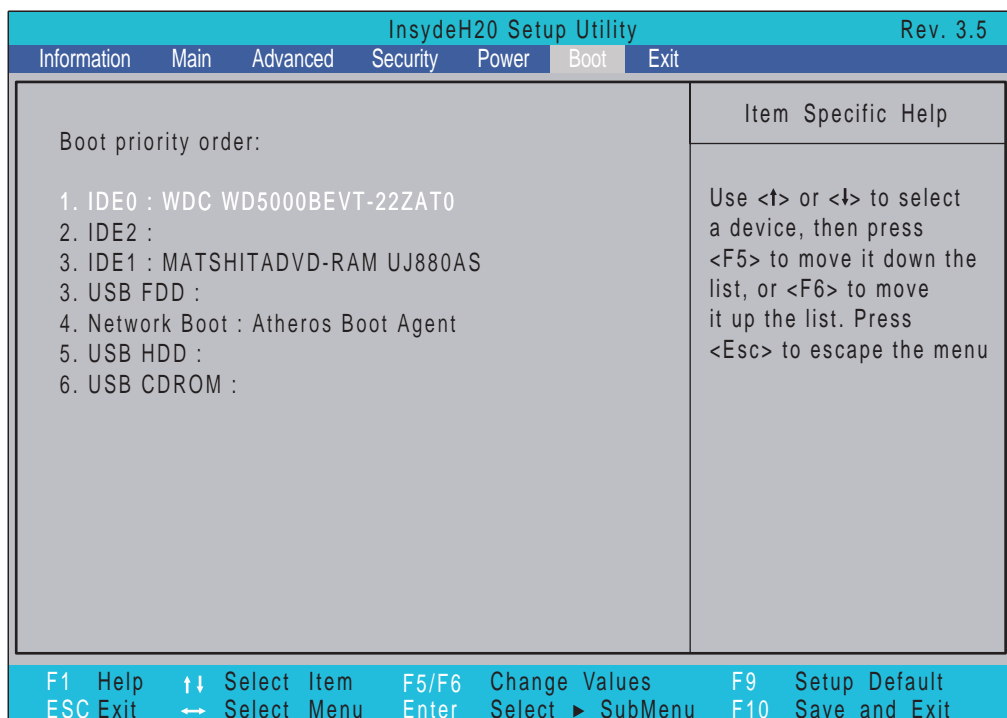 InsydeH20 Setup Utility Rev. 3.5
Information Main Advanced Security Power Boot Exit
Boot priority order:
1. IDE0 : WDC WD5000BEVT-22ZAT0
2. IDE2 :
3. IDE1 : MATSHITADVD-RAM UJ880AS
3. USB FDD :
4. Network Boot : Atheros Boot Agent
5. USB HDD :
6. USB CDROM :
Item Specific Help
Use <↑> or <↓> to select
a device, then press
<F5> to move it down the
list, or <F6> to move
it up the list. Press
<Esc> to escape the menu
F1 Help ↑↓ Select Item F5/F6 Change Values F9 Setup Default
ESC Exit ↔ Select Menu Enter Select ► SubMenu F10 Save and Exit